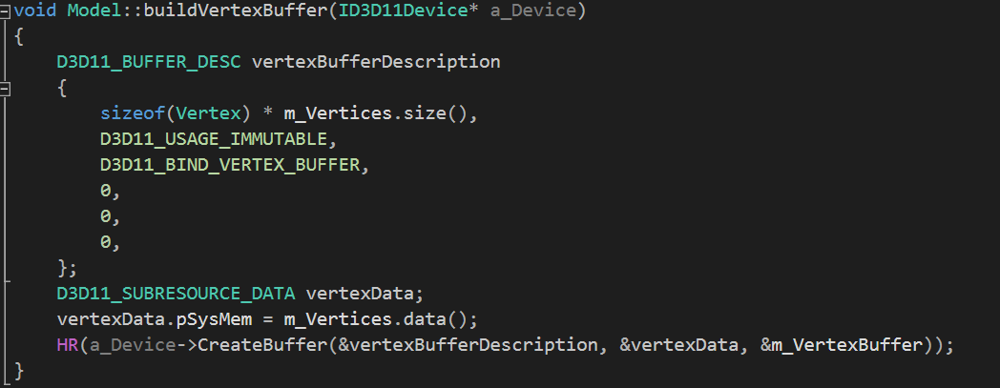 void Model::buildVertexBuffer(ID3D11Device* a_Device)
{
    D3D11_BUFFER_DESC vertexBufferDescription
    {
        sizeof(Vertex) * m_Vertices.size(),
        D3D11_USAGE_IMMUTABLE,
        D3D11_BIND_VERTEX_BUFFER,
        0,
        0,
        0,
    };
    D3D11_SUBRESOURCE_DATA vertexData;
    vertexData.pSysMem = m_Vertices.data();
    HR(a_Device->CreateBuffer(&vertexBufferDescription, &vertexData, &m_VertexBuffer));
}